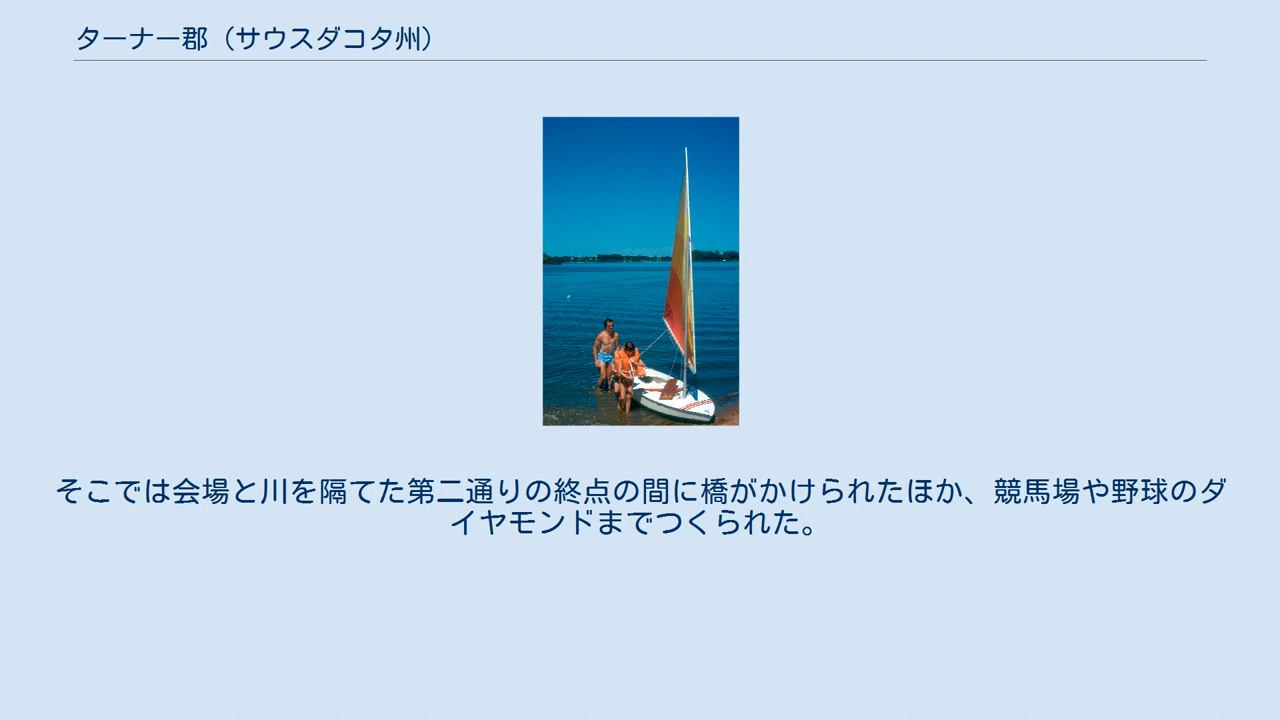 ターナー郡（サウスダコタ州）
そこでは会場と川を隔てた第二通りの終点の間に橋がかけられたほか、競馬場や野球のダ
イヤモンドまでつくられた。